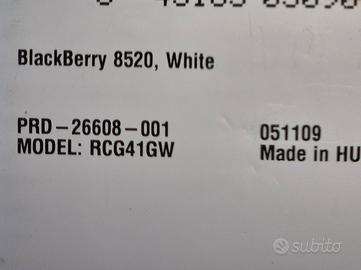 BlackBerry 8520, White
PRD-26608-001
051109
MODEL: RCG41GW
Made in HU
subito